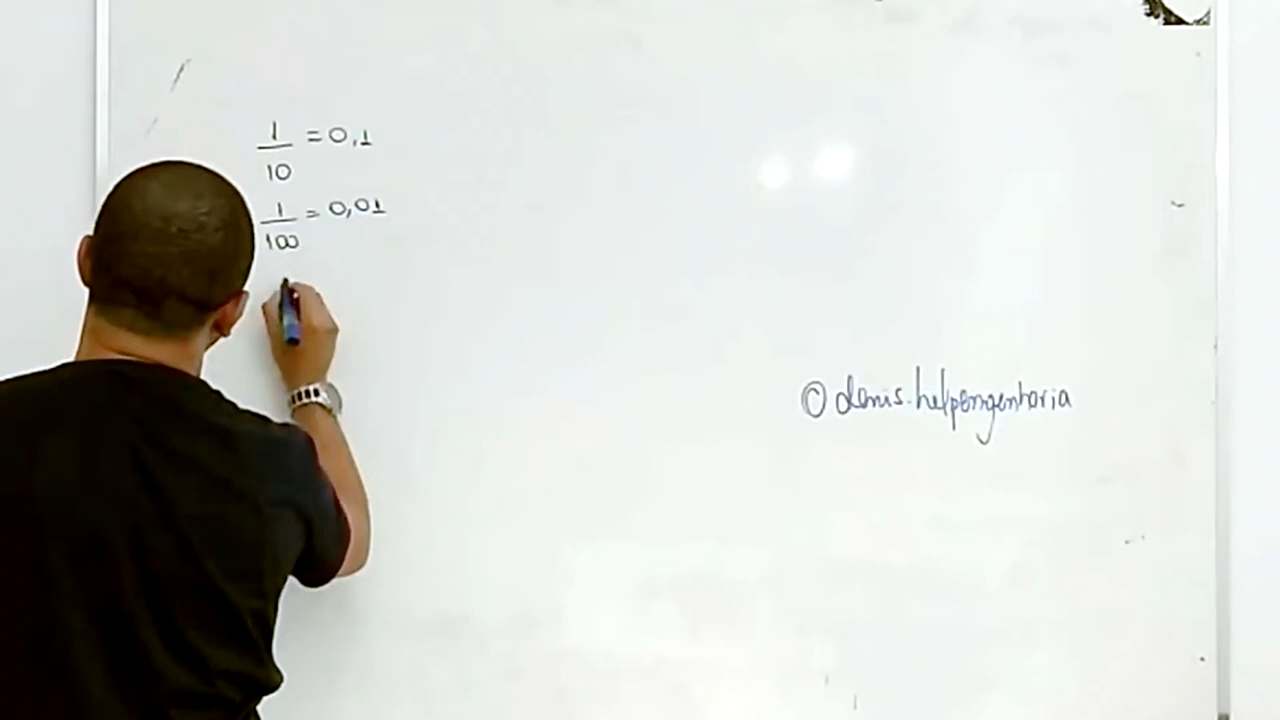 1/10 = 0,1
1/100 = 0,01
@denis.helpengenharia